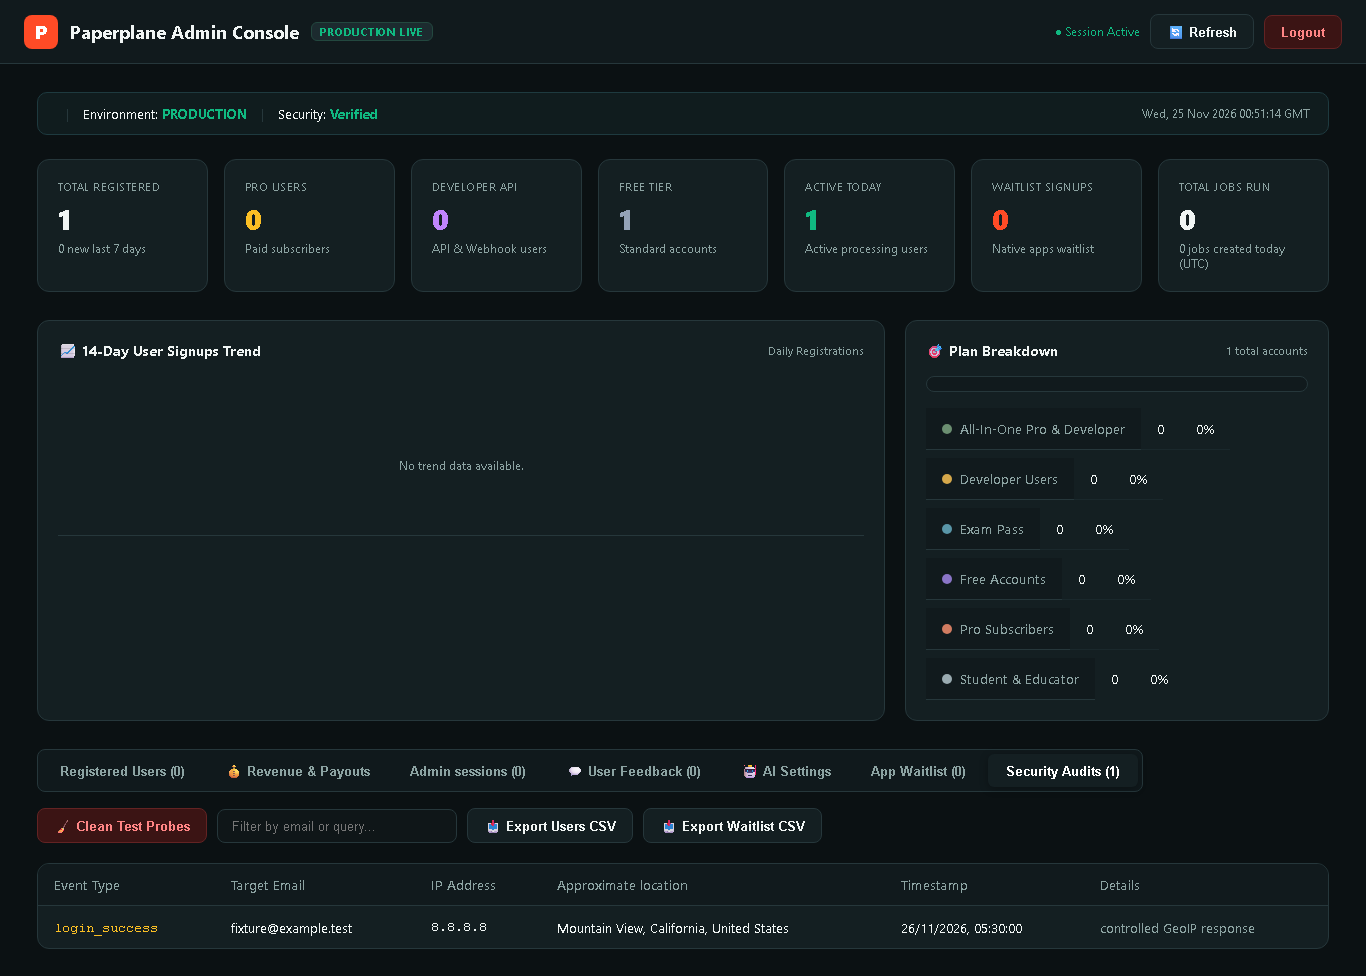 P Paperplane Admin Console PRODUCTION LIVE
Session Active Refresh Logout
Environment: PRODUCTION Security: Verified Wed, 25 Nov 2026 00:51:14 GMT
TOTAL REGISTERED
1
0 new last 7 days
PRO USERS
0
Paid subscribers
DEVELOPER API
0
API & Webhook users
FREE TIER
1
Standard accounts
ACTIVE TODAY
1
Active processing users
WAITLIST SIGNUPS
0
Native apps waitlist
TOTAL JOBS RUN
0
0 jobs created today
(UTC)
14-Day User Signups Trend Daily Registrations
No trend data available.
Plan Breakdown 1 total accounts
All-In-One Pro & Developer 0 0%
Developer Users 0 0%
Exam Pass 0 0%
Free Accounts 0 0%
Pro Subscribers 0 0%
Student & Educator 0 0%
Registered Users (0) Revenue & Payouts Admin sessions (0) User Feedback (0) AI Settings App Waitlist (0) Security Audits (1)
Clean Test Probes Filter by email or query... Export Users CSV Export Waitlist CSV
Event Type Target Email IP Address Approximate location Timestamp Details
login_success fixture@example.test 8.8.8.8 Mountain View, California, United States 26/11/2026, 05:30:00 controlled GeoIP response